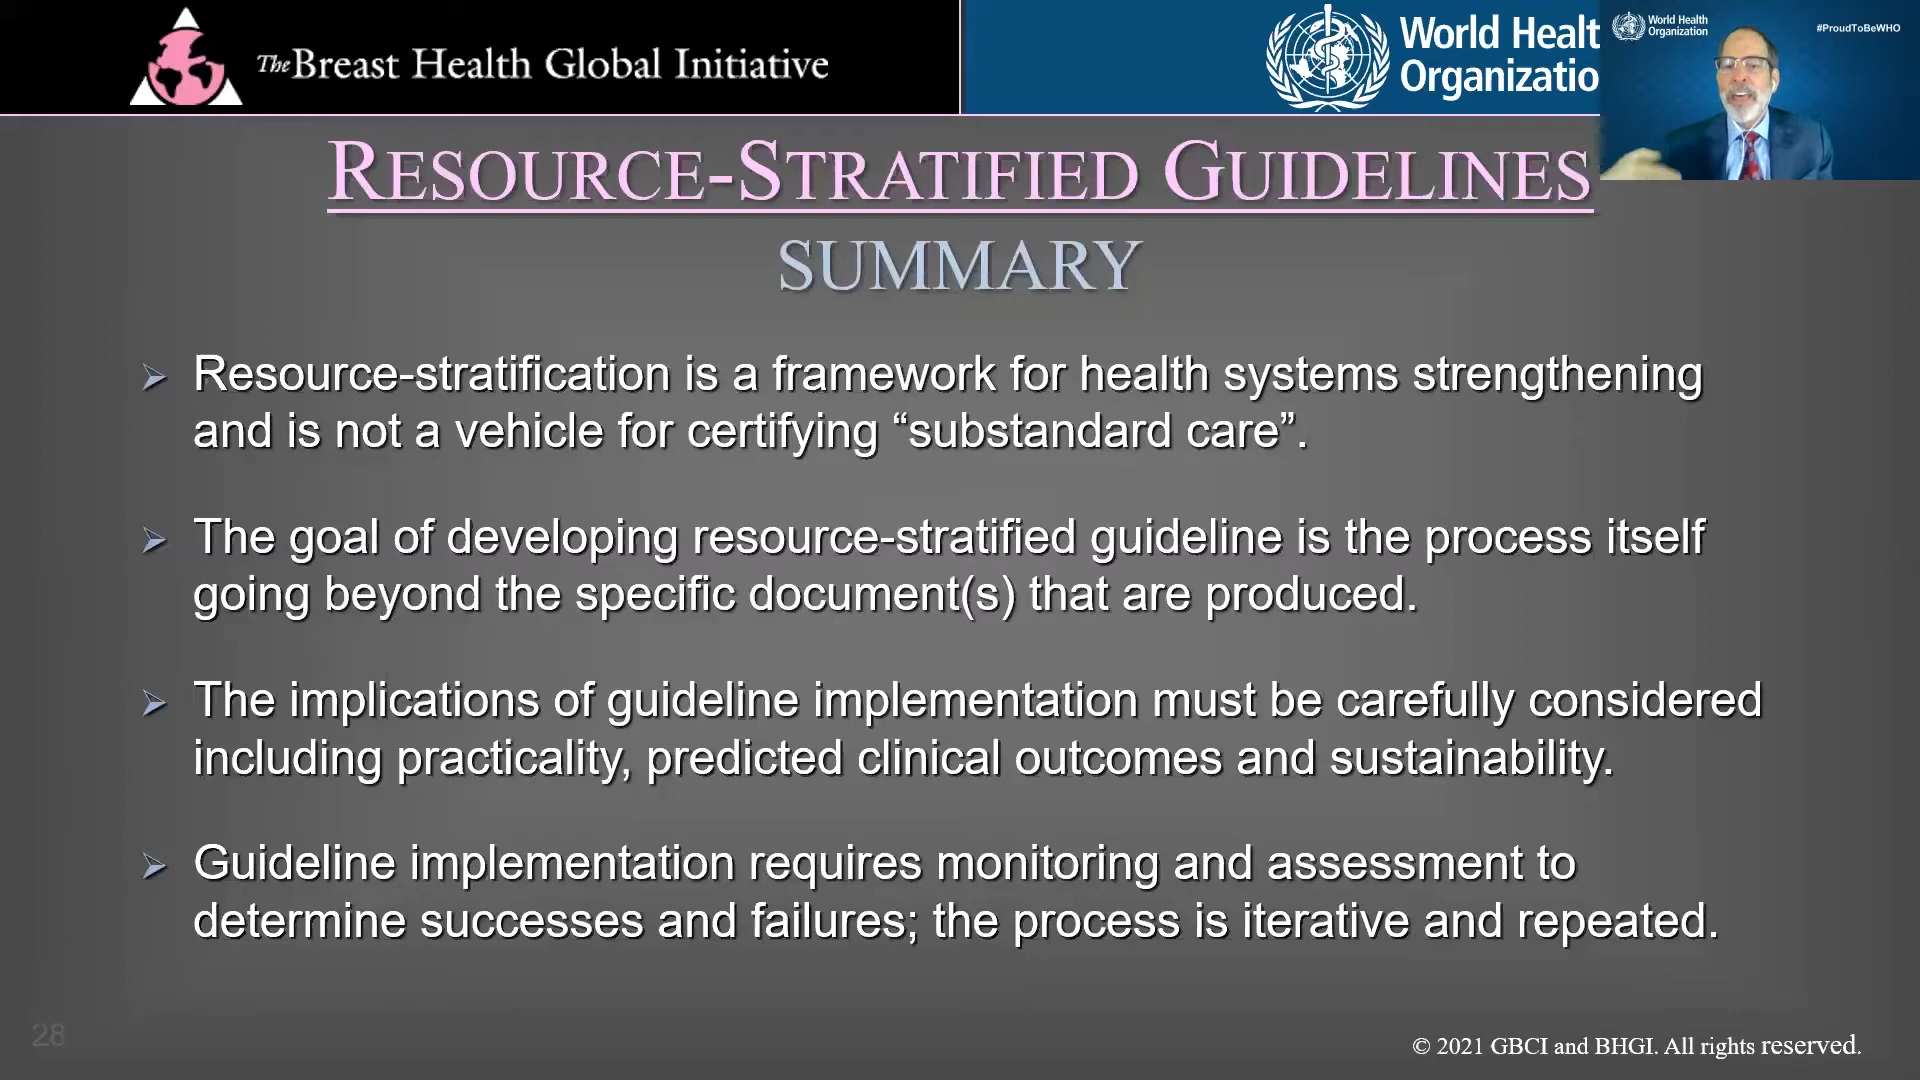 The Breast Health Global Initiative
World Healt
Organizatio
World Health
Organization
#ProudToBeWHO
RESOURCE-STRATIFIED GUIDELINES
SUMMARY
Resource-stratification is a framework for health systems strengthening
and is not a vehicle for certifying “substandard care”.
The goal of developing resource-stratified guideline is the process itself
going beyond the specific document(s) that are produced.
The implications of guideline implementation must be carefully considered
including practicality, predicted clinical outcomes and sustainability.
Guideline implementation requires monitoring and assessment to
determine successes and failures; the process is iterative and repeated.
28
© 2021 GBCI and BHGI. All rights reserved.